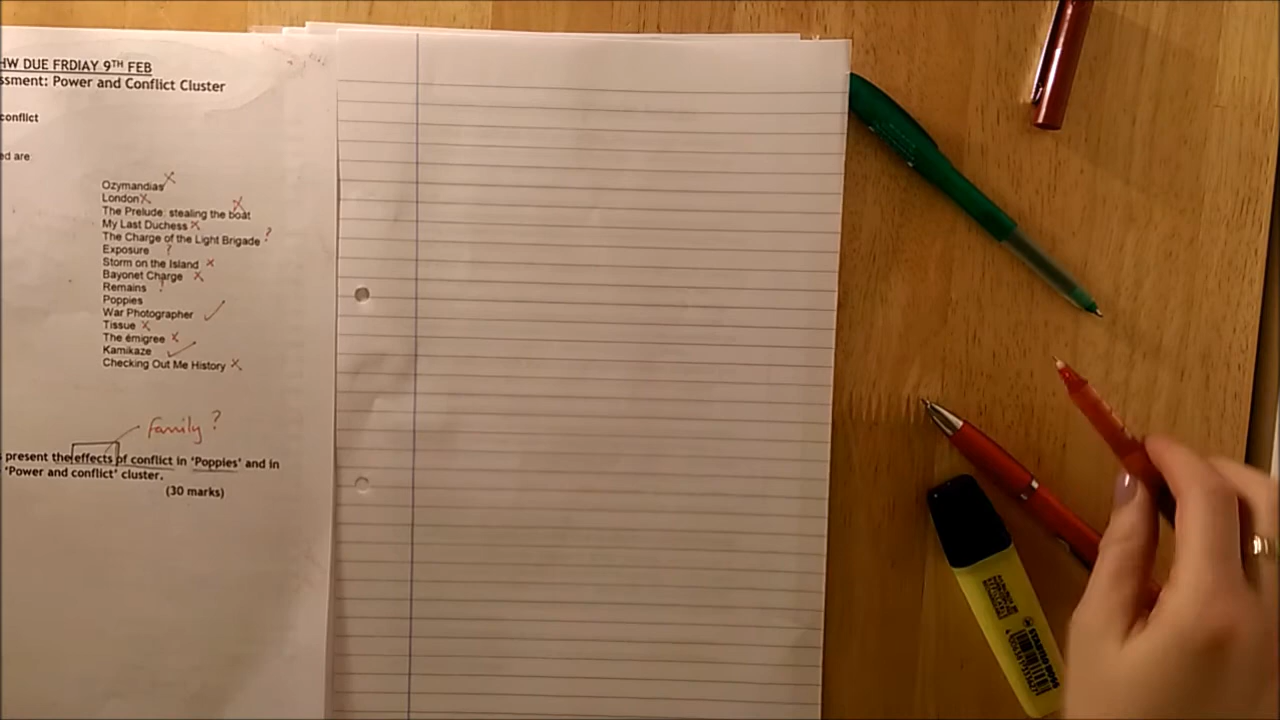 HW DUE FRDIAY 9TH FEB
ssment: Power and Conflict Cluster
conflict
ed are:
Ozymandias X
London X
The Prelude: stealing the boat X
My Last Duchess X
The Charge of the Light Brigade ?
Exposure ?
Storm on the Island X
Bayonet Charge X
Remains ?
Poppies
War Photographer ✓
Tissue X
The émigree X
Kamikaze ✓
Checking Out Me History X
family?
present the effects of conflict in ‘Poppies’ and in
‘Power and conflict’ cluster.
(30 marks)
STABILO BOSS